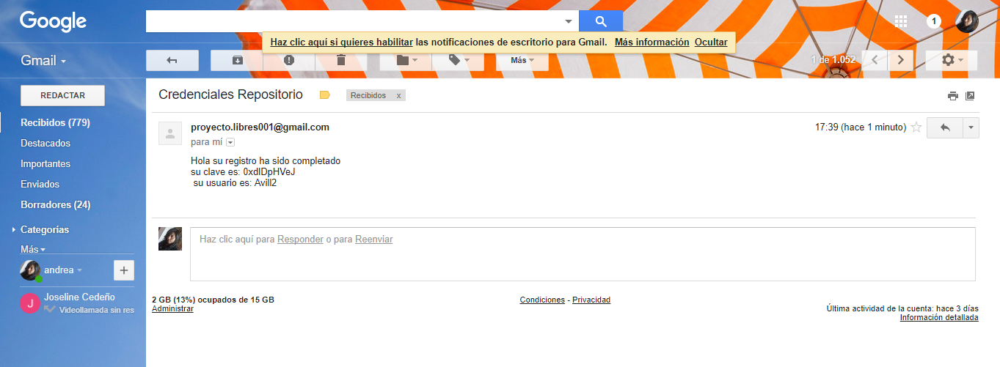 Google
1
Haz clic aquí si quieres habilitar las notificaciones de escritorio para Gmail. Más información Ocultar
Gmail
Más
1 de 1.052
REDACTAR
Credenciales Repositorio
Recibidos x
Recibidos (779)
Destacados
Importantes
Enviados
Borradores (24)
Categorías
Más
andrea
+
J
Joseline Cedeño
Videollamada sin res
proyecto.libres001@gmail.com
17:39 (hace 1 minuto)
para mí
Hola su registro ha sido completado
su clave es: 0xdIDpHVeJ
su usuario es: Avill2
Haz clic aquí para Responder o para Reenviar
2 GB (13%) ocupados de 15 GB
Administrar
Condiciones - Privacidad
Última actividad de la cuenta: hace 3 días
Información detallada